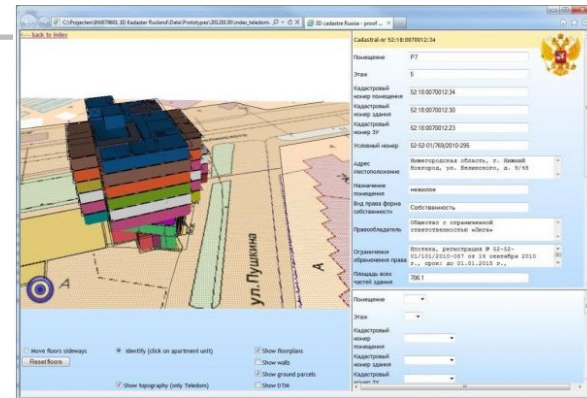 C:\Projecten\BW879601 3D Kadaster Rusland\Data\Prototypes\20120130\index_teledom.
3D cadastre Russia - proof ...
<--- back to index
Cadastral-nr 52:18:0070012:34
Помещение P7
Этаж 5
Кадастровый номер помещения 52:18:0070012:34
Кадастровый номер здания 52:18:0070012:30
Кадастровый номер ЗУ 52:18:0070012:23
Условный номер 52-52-01/769/2010-295
Адрес местоположение Нижегородская область, г. Нижний
Новгород, ул. Белинского, д. 9/48
Назначение помещения нежилое
Вид права форма собственности Собственность
Правообладатель Общество с ограниченной
ответственностью «Лига»
Ограничения обременения права Ипотека, регистрация № 52-52-
01/101/2010-087 от 16 сентября 2010
г., срок: до 01.01.2015 г.,
Площадь всех частей здания 706.1
Помещение
Этаж
Кадастровый номер помещения
Кадастровый номер здания
Кадастровый номер ЗУ
ул.Пушкина
А
А
Move floors sideways
Identify (click on apartment unit)
Show floorplans
Reset floors
Show walls
Show ground parcels
Show topography (only Teledom)
Show DTM